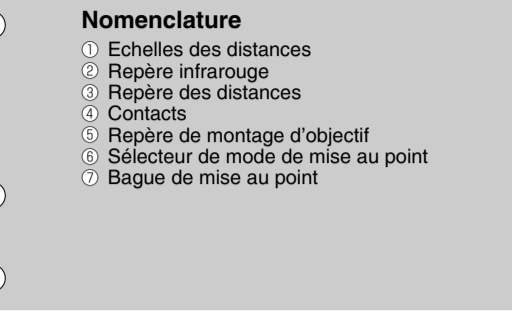 Nomenclature
① Echelles des distances
② Repère infrarouge
③ Repère des distances
④ Contacts
⑤ Repère de montage d'objectif
⑥ Sélecteur de mode de mise au point
⑦ Bague de mise au point